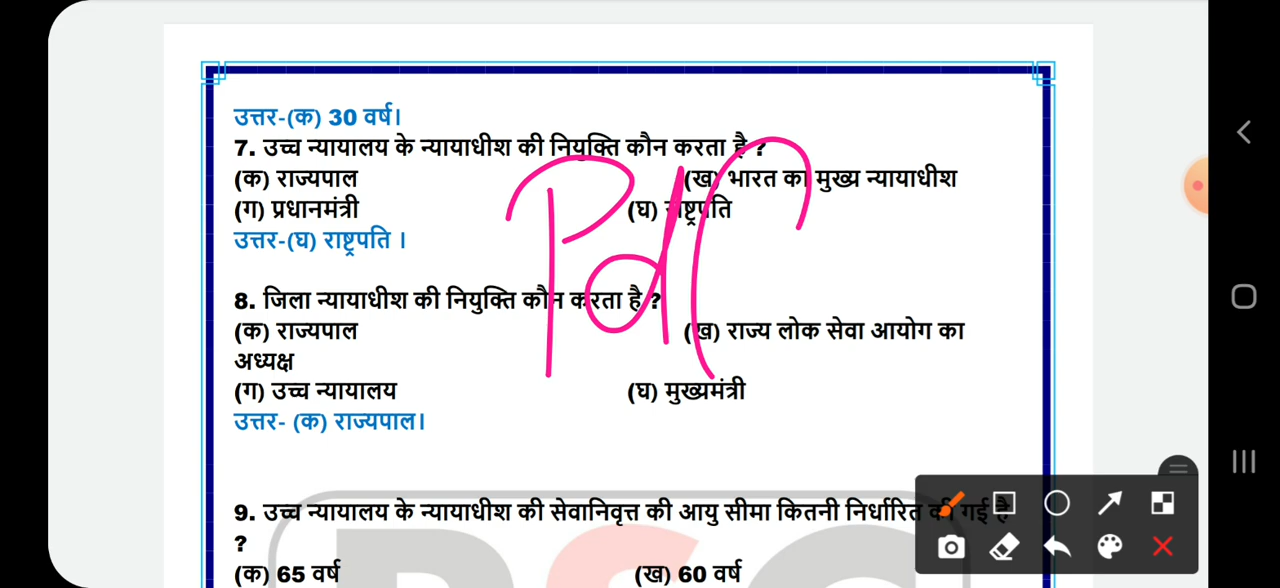 उत्तर-(क) 30 वर्ष।
7. उच्च न्यायालय के न्यायाधीश की नियुक्ति कौन करता है ?
(क) राज्यपाल (ख) भारत का मुख्य न्यायाधीश
(ग) प्रधानमंत्री (घ) राष्ट्रपति
उत्तर-(घ) राष्ट्रपति ।
8. जिला न्यायाधीश की नियुक्ति कौन करता है ?
(क) राज्यपाल (ख) राज्य लोक सेवा आयोग का
अध्यक्ष
(ग) उच्च न्यायालय (घ) मुख्यमंत्री
उत्तर- (क) राज्यपाल।
9. उच्च न्यायालय के न्यायाधीश की सेवानिवृत्त की आयु सीमा कितनी निर्धारित की गई है
?
(क) 65 वर्ष (ख) 60 वर्ष